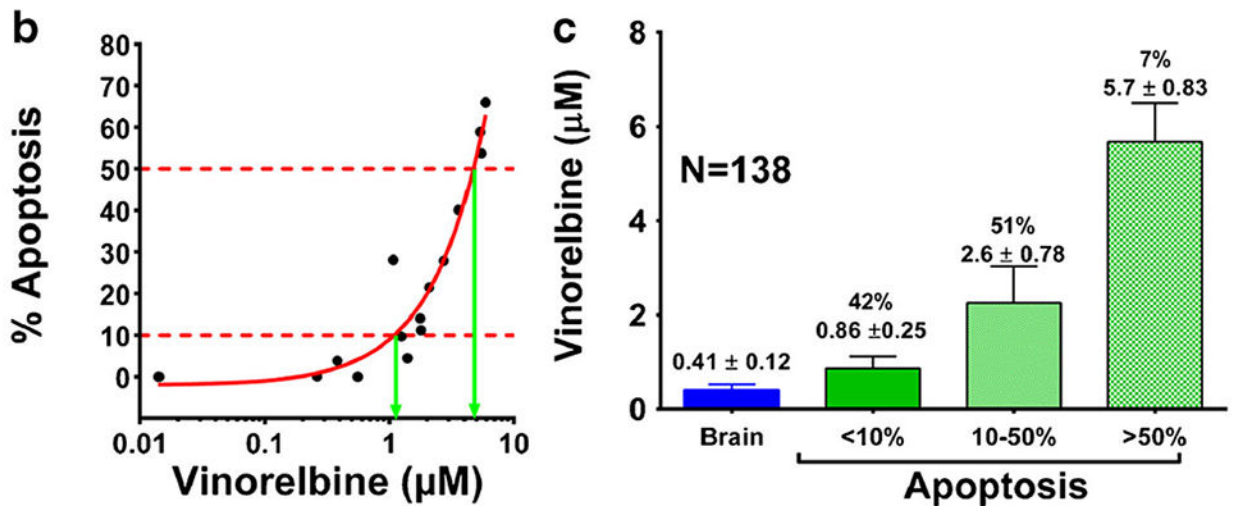 b
% Apoptosis
80
70
60
50
40
30
20
10
0
0.01
0.1
1
10
Vinorelbine (µM)
c
Vinorelbine (µM)
8
6
4
2
0
N=138
0.41 ± 0.12
42%
0.86 ±0.25
51%
2.6 ± 0.78
7%
5.7 ± 0.83
Brain
<10%
10-50%
>50%
Apoptosis